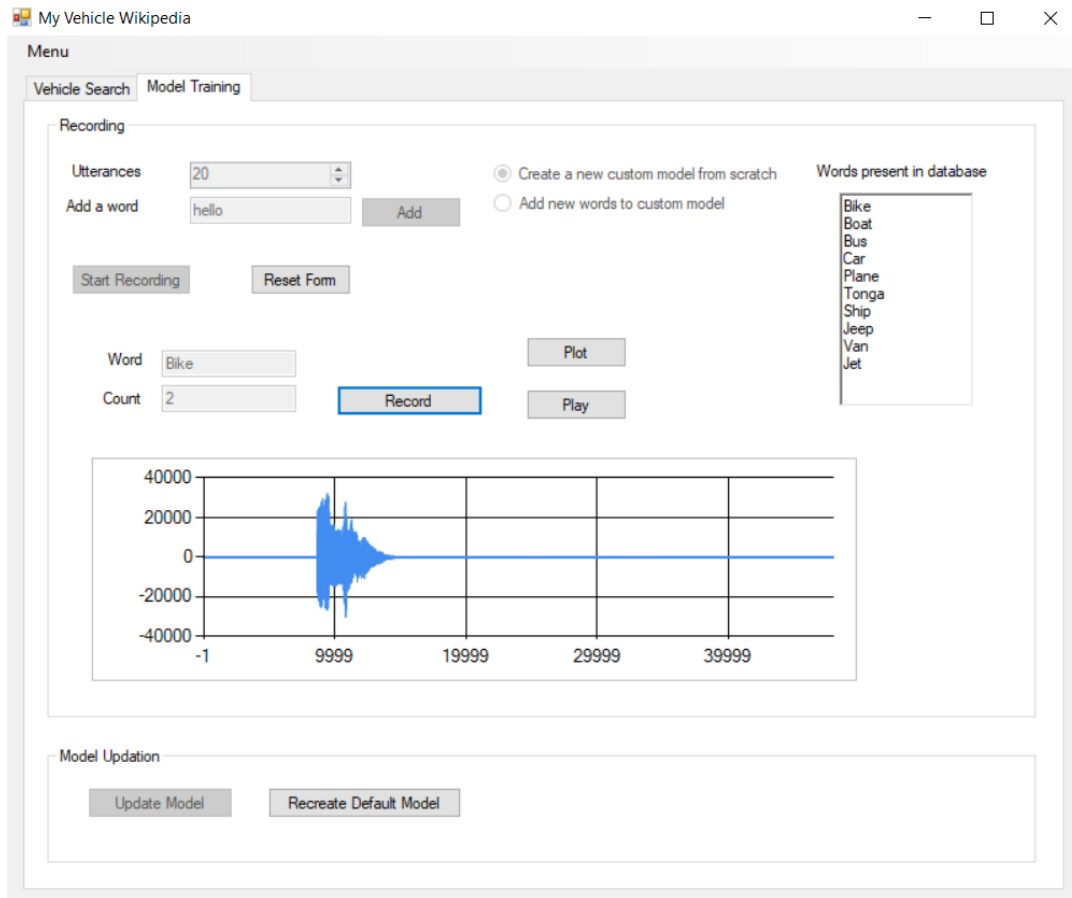 My Vehicle Wikipedia
Menu
Vehicle Search
Model Training
Recording
Utterances
20
Create a new custom model from scratch
Words present in database
Add a word
hello
Add
Add new words to custom model
Bike
Boat
Bus
Car
Plane
Tonga
Ship
Jeep
Van
Jet
Start Recording
Reset Form
Word
Bike
Plot
Count
2
Record
Play
40000
20000
0
-20000
-40000
-1
9999
19999
29999
39999
Model Updation
Update Model
Recreate Default Model